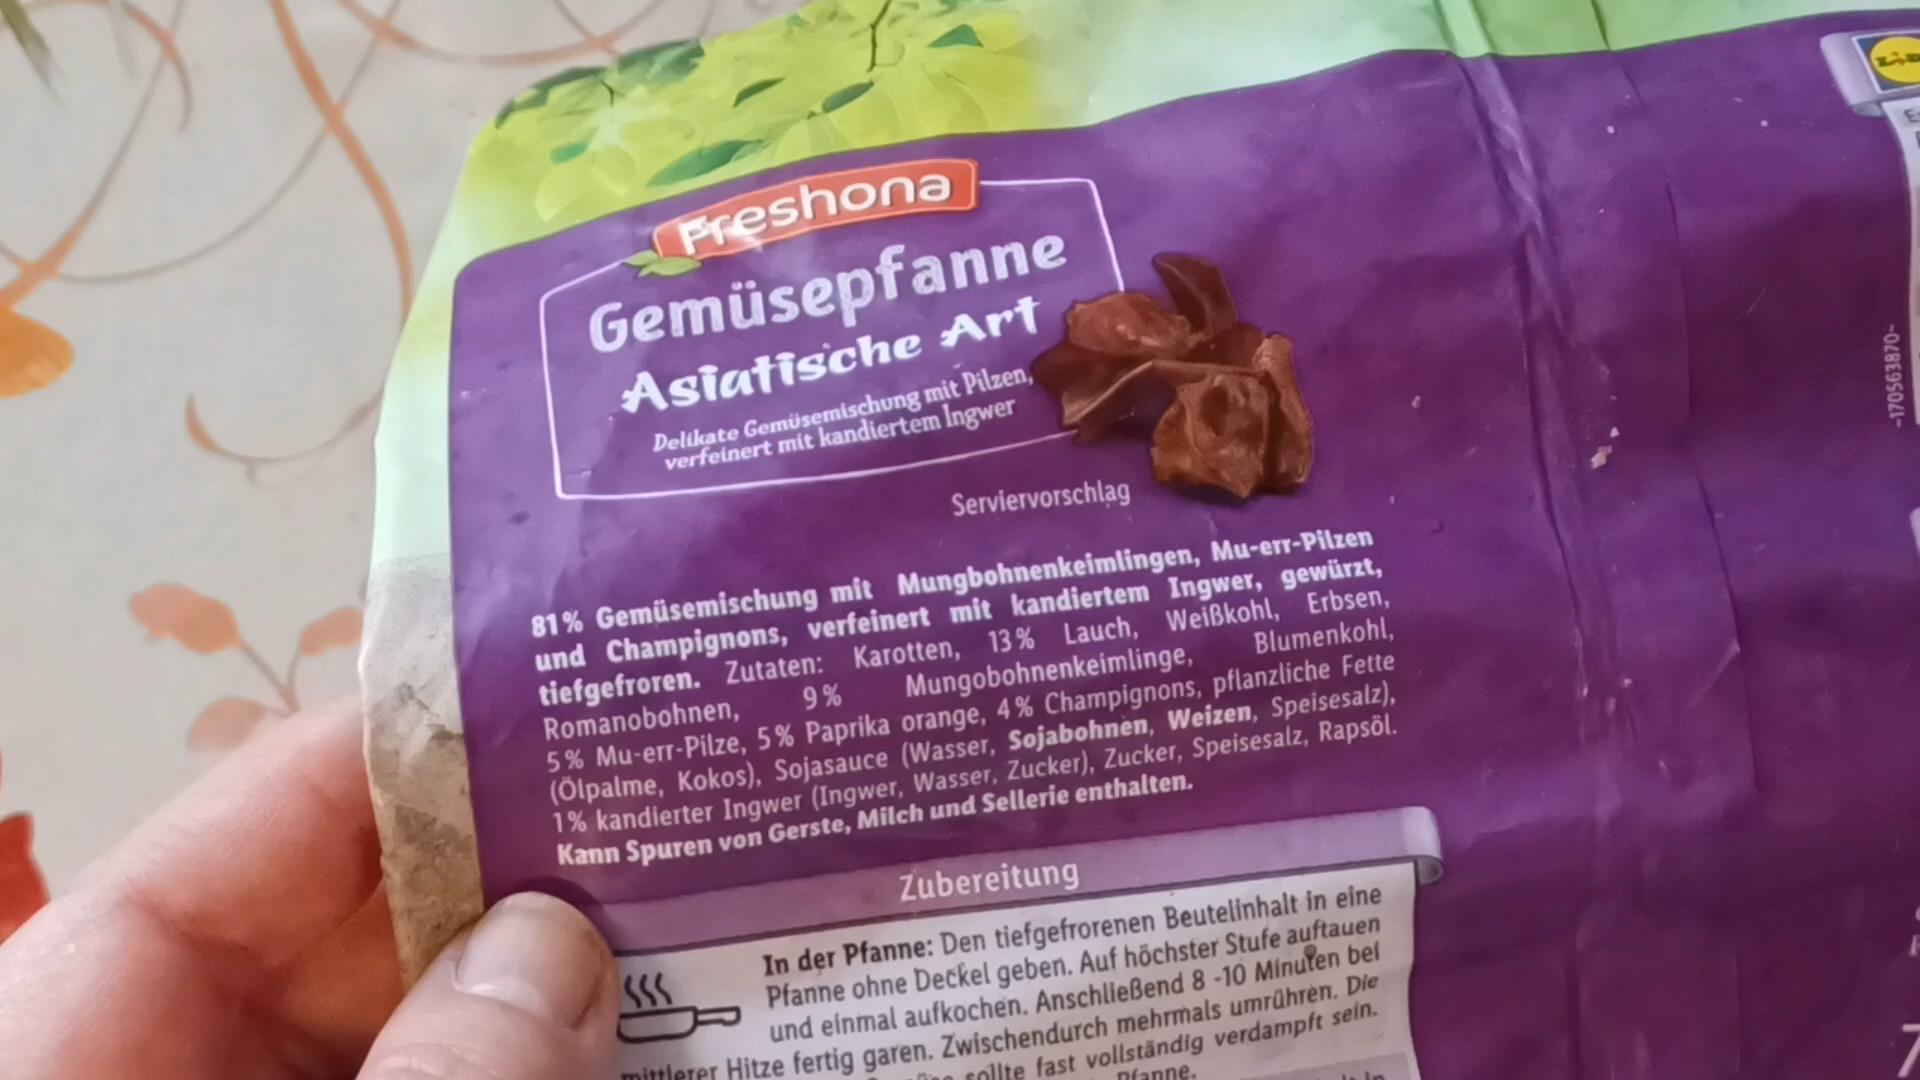 Freshona
Gemüsepfanne
Asiatische Art
Delikate Gemüsemischung mit Pilzen,
verfeinert mit kandiertem Ingwer
Serviervorschlag
81% Gemüsemischung mit Mungbohnenkeimlingen, Mu-err-Pilzen
und Champignons, verfeinert mit kandiertem Ingwer, gewürzt,
tiefgefroren. Zutaten: Karotten, 13% Lauch, Weißkohl, Erbsen,
Romanobohnen, 9% Mungobohnenkeimlinge, Blumenkohl,
5% Mu-err-Pilze, 5% Paprika orange, 4% Champignons, pflanzliche Fette
(Ölpalme, Kokos), Sojasauce (Wasser, Sojabohnen, Weizen, Speisesalz),
1% kandierter Ingwer (Ingwer, Wasser, Zucker), Zucker, Speisesalz, Rapsöl.
Kann Spuren von Gerste, Milch und Sellerie enthalten.
Zubereitung
In der Pfanne: Den tiefgefrorenen Beutelinhalt in eine
Pfanne ohne Deckel geben. Auf höchster Stufe auftauen
und einmal aufkochen. Anschließend 8 -10 Minuten bei
mittlerer Hitze fertig garen. Zwischendurch mehrmals umrühren. Die
sollte fast vollständig verdampft sein.
Pfanne.
-170563870-